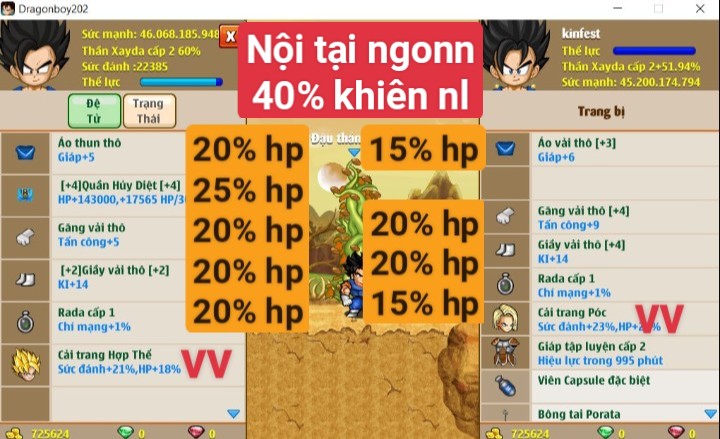 Dragonboy202
Sức mạnh: 46.068.185.948
Thần Xayda cấp 2 60%
Sức đánh :22385
Thể lực
X
Đệ
Tử
Trạng
Thái
Nội tại ngonn
40% khiên nl
kinfest
Thể lực
Thần Xayda cấp 2+51.94%
Sức mạnh: 45.200.174.794
Trang bị
Áo thun thô
Giáp+5
20% hp
[+4]Quần Hủy Diệt [+4]
HP+143000,+17565 HP/3
25% hp
Găng vải thô
Tấn công+5
20% hp
[+2]Giầy vải thô [+2]
KI+14
20% hp
Rada cấp 1
Chí mạng+1%
20% hp
Cải trang Hợp Thể
Sức đánh+21%,HP+18%
VV
725624
0
0
Đậu thần
15% hp
20% hp
20% hp
15% hp
Áo vải thô [+3]
Giáp+6
Găng vải thô [+4]
Tấn công+9
Giầy vải thô [+4]
KI+14
Rada cấp 1
Chí mạng+1%
Cải trang Póc
Sức đánh+23%,HP+
VV
Giáp tập luyện cấp 2
Hiệu lực trong 995 phút
Viên Capsule đặc biệt
Bông tai Porata
725624
0
0